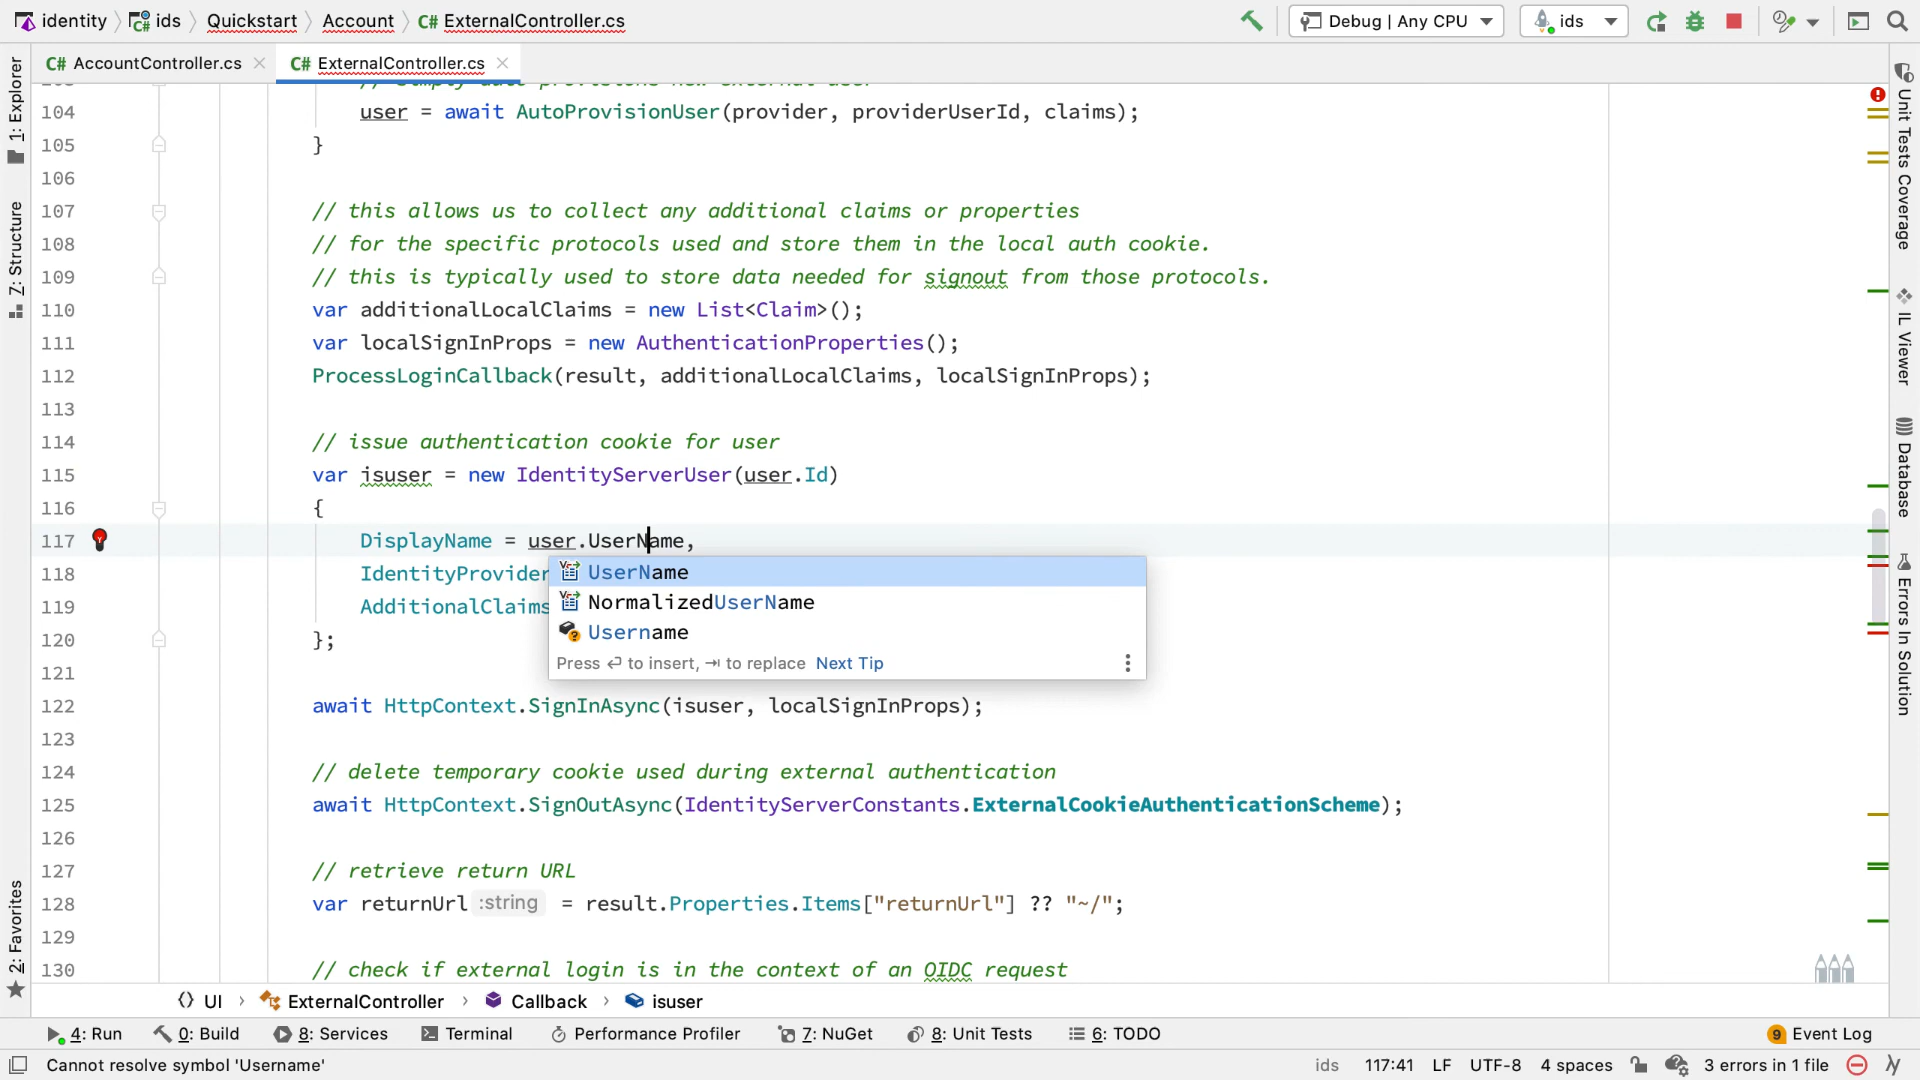 identity ids Quickstart Account C# ExternalController.cs Debug | Any CPU ids
C# AccountController.cs C# ExternalController.cs
104 user = await AutoProvisionUser(provider, providerUserId, claims);
105 }
106
107 // this allows us to collect any additional claims or properties
108 // for the specific protocols used and store them in the local auth cookie.
109 // this is typically used to store data needed for signout from those protocols.
110 var additionalLocalClaims = new List<Claim>();
111 var localSignInProps = new AuthenticationProperties();
112 ProcessLoginCallback(result, additionalLocalClaims, localSignInProps);
113
114 // issue authentication cookie for user
115 var isuser = new IdentityServerUser(user.Id)
116 {
117 DisplayName = user.UserName,
118 IdentityProvider
119 AdditionalClaims
120 };
UserName
NormalizedUserName
Username
Press ↩ to insert, ⇥ to replace Next Tip
121
122 await HttpContext.SignInAsync(isuser, localSignInProps);
123
124 // delete temporary cookie used during external authentication
125 await HttpContext.SignOutAsync(IdentityServerConstants.ExternalCookieAuthenticationScheme);
126
127 // retrieve return URL
128 var returnUrl :string = result.Properties.Items["returnUrl"] ?? "~/";
129
130 // check if external login is in the context of an OIDC request
1: Explorer
7: Structure
2: Favorites
Unit Tests Coverage
IL Viewer
Database
Errors In Solution
UI ExternalController Callback isuser
4: Run 0: Build 8: Services Terminal Performance Profiler 7: NuGet 8: Unit Tests 6: TODO 9 Event Log
Cannot resolve symbol 'Username' ids 117:41 LF UTF-8 4 spaces 3 errors in 1 file